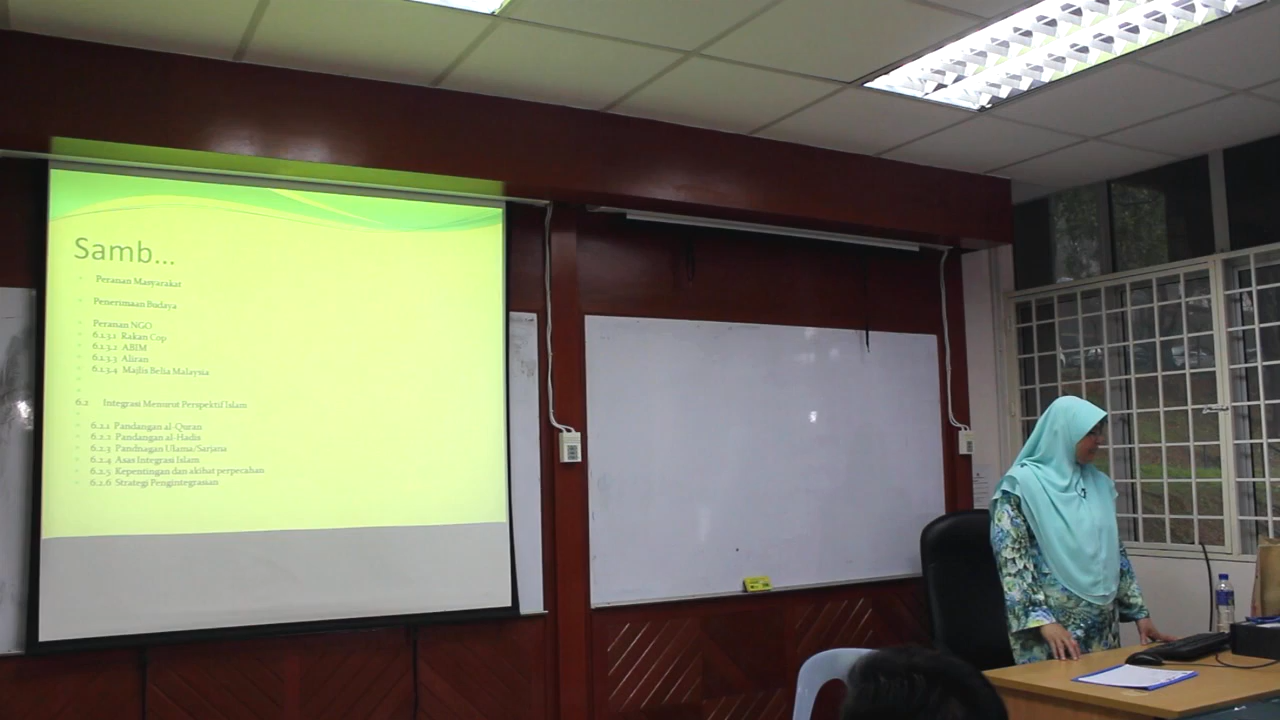 Samb...
Peranan Masyarakat
Penerimaan Budaya
Peranan NGO
6.1.3.1 Rakan Cop
6.1.3.2 ABIM
6.1.3.3 Aliran
6.1.3.4 Majlis Belia Malaysia
6.2 Integrasi Menurut Perspektif Islam
6.2.1 Pandangan al-Quran
6.2.2 Pandangan al-Hadis
6.2.3 Pandnagan Ulama/Sarjana
6.2.4 Asas Integrasi Islam
6.2.5 Kepentingan dan akibat perpecahan
6.2.6 Strategi Pengintegrasian